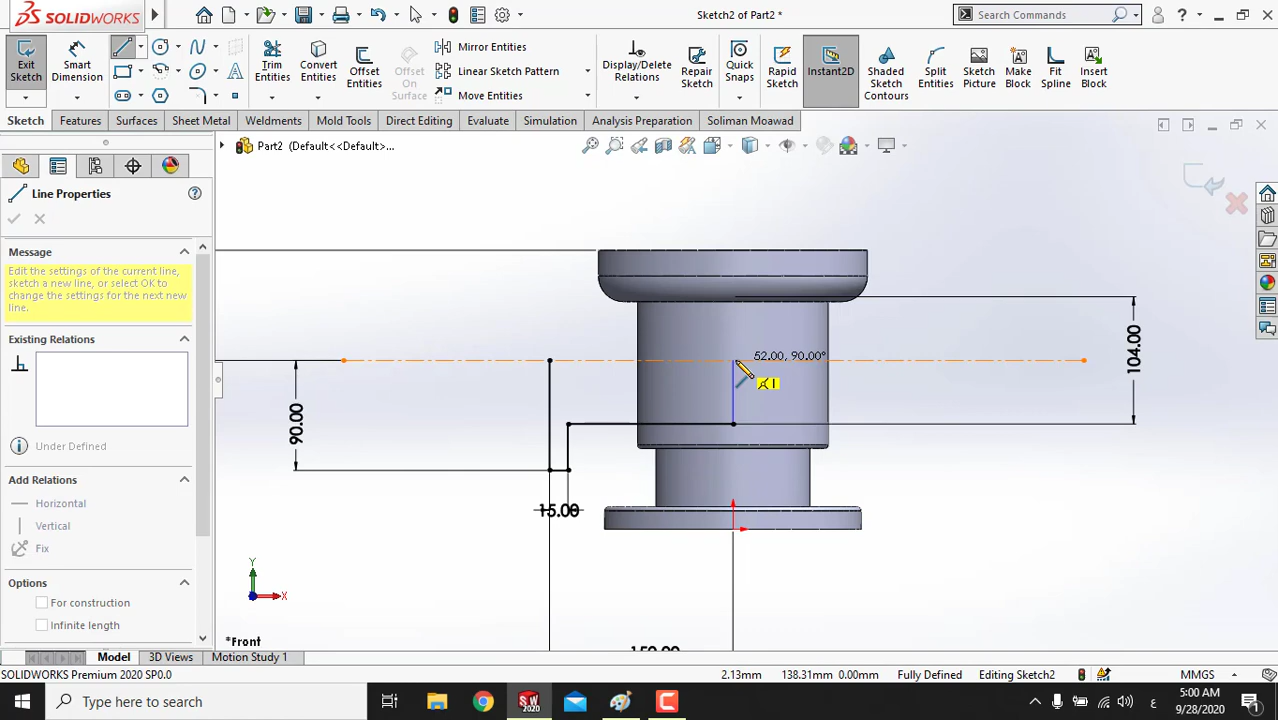 SOLIDWORKS
Sketch2 of Part2 *
Search Commands
?
Exit Sketch
Smart Dimension
Trim Entities
Convert Entities
Offset Entities
Offset On Surface
Mirror Entities
Linear Sketch Pattern
Move Entities
Display/Delete Relations
Repair Sketch
Quick Snaps
Rapid Sketch
Instant2D
Shaded Sketch Contours
Split Entities
Sketch Picture
Make Block
Fit Spline
Insert Block
Sketch
Features
Surfaces
Sheet Metal
Weldments
Mold Tools
Direct Editing
Evaluate
Simulation
Analysis Preparation
Soliman Moawad
Part2 (Default<<Default>...
Line Properties
?
Message
Edit the settings of the current line,
sketch a new line, or select OK to
change the settings for the next new
line.
Existing Relations
Under Defined
Add Relations
Horizontal
Vertical
Fix
Options
For construction
Infinite length
52.00, 90.00°
104.00
90.00
15.00
150.00
Y
X
*Front
Model
3D Views
Motion Study 1
SOLIDWORKS Premium 2020 SP0.0
2.13mm
138.31mm 0.00mm
Fully Defined
Editing Sketch2
MMGS
Type here to search
SW
2020
ع
5:00 AM
9/28/2020
1